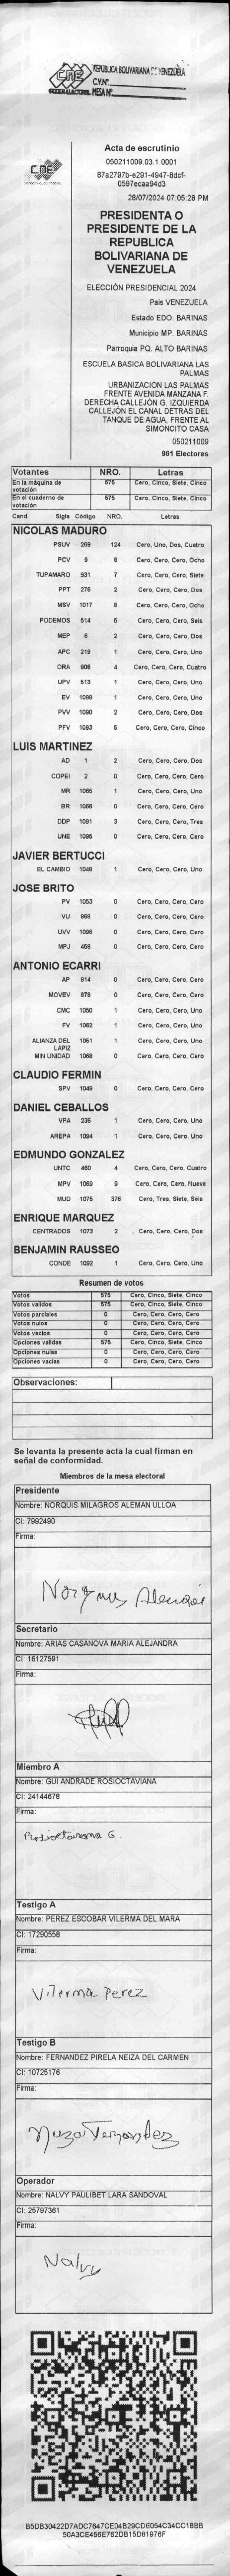 CNE
PODER ELECTORAL
REPÚBLICA BOLIVARIANA DE VENEZUELA
C.V.Nº
MESA Nº
CNE
Acta de escrutinio
050211009.03.1.0001
87a2797b-e291-4947-8dcf-
0597ecaa94d3
28/07/2024 07:05:28 PM
PRESIDENTA O
PRESIDENTE DE LA
REPUBLICA
BOLIVARIANA DE
VENEZUELA
ELECCIÓN PRESIDENCIAL 2024
Pais VENEZUELA
Estado EDO. BARINAS
Municipio MP. BARINAS
Parroquia PQ. ALTO BARINAS
ESCUELA BASICA BOLIVARIANA LAS
PALMAS
URBANIZACION LAS PALMAS
FRENTE AVENIDA MANZANA F.
DERECHA CALLEJÓN G. IZQUIERDA
CALLEJÓN EL CANAL DETRAS DEL
TANQUE DE AGUA, FRENTE AL
SIMONCITO CASA
050211009
961 Electores
Votantes NRO. Letras
En la máquina de votación 575 Cero, Cinco, Siete, Cinco
En el cuaderno de votación 575 Cero, Cinco, Siete, Cinco
Cand. Sigla Código NRO. Letras
NICOLAS MADURO
PSUV 269 124 Cero, Uno, Dos, Cuatro
PCV 9 8 Cero, Cero, Cero, Ocho
TUPAMARO 931 7 Cero, Cero, Cero, Siete
PPT 276 2 Cero, Cero, Cero, Dos
MSV 1017 8 Cero, Cero, Cero, Ocho
PODEMOS 514 6 Cero, Cero, Cero, Seis
MEP 6 2 Cero, Cero, Cero, Dos
APC 219 1 Cero, Cero, Cero, Uno
ORA 906 4 Cero, Cero, Cero, Cuatro
UPV 513 1 Cero, Cero, Cero, Uno
EV 1089 1 Cero, Cero, Cero, Uno
PVV 1090 2 Cero, Cero, Cero, Dos
PFV 1093 5 Cero, Cero, Cero, Cinco
LUIS MARTINEZ
AD 1 2 Cero, Cero, Cero, Dos
COPEI 2 0 Cero, Cero, Cero, Cero
MR 1065 1 Cero, Cero, Cero, Uno
BR 1066 0 Cero, Cero, Cero, Cero
DDP 1091 3 Cero, Cero, Cero, Tres
UNE 1095 0 Cero, Cero, Cero, Cero
JAVIER BERTUCCI
EL CAMBIO 1048 1 Cero, Cero, Cero, Uno
JOSE BRITO
PV 1053 0 Cero, Cero, Cero, Cero
VU 868 0 Cero, Cero, Cero, Cero
UVV 1096 0 Cero, Cero, Cero, Cero
MPJ 458 0 Cero, Cero, Cero, Cero
ANTONIO ECARRI
AP 814 0 Cero, Cero, Cero, Cero
MOVEV 879 0 Cero, Cero, Cero, Cero
CMC 1050 1 Cero, Cero, Cero, Uno
FV 1062 1 Cero, Cero, Cero, Uno
ALIANZA DEL LAPIZ 1061 1 Cero, Cero, Cero, Uno
MIN UNIDAD 1068 0 Cero, Cero, Cero, Cero
CLAUDIO FERMIN
SPV 1049 0 Cero, Cero, Cero, Cero
DANIEL CEBALLOS
VPA 236 1 Cero, Cero, Cero, Uno
AREPA 1094 1 Cero, Cero, Cero, Uno
EDMUNDO GONZALEZ
UNTC 460 4 Cero, Cero, Cero, Cuatro
MPV 1069 9 Cero, Cero, Cero, Nueve
MUD 1075 376 Cero, Tres, Siete, Seis
ENRIQUE MARQUEZ
CENTRADOS 1073 2 Cero, Cero, Cero, Dos
BENJAMIN RAUSSEO
CONDE 1092 1 Cero, Cero, Cero, Uno
Resumen de votos
Votos 575 Cero, Cinco, Siete, Cinco
Votos validos 575 Cero, Cinco, Siete, Cinco
Votos parciales 0 Cero, Cero, Cero, Cero
Votos nulos 0 Cero, Cero, Cero, Cero
Votos vacios 0 Cero, Cero, Cero, Cero
Opciones validas 575 Cero, Cinco, Siete, Cinco
Opciones nulas 0 Cero, Cero, Cero, Cero
Opciones vacias 0 Cero, Cero, Cero, Cero
Observaciones:
Se levanta la presente acta la cual firman en
señal de conformidad.
Miembros de la mesa electoral
Presidente
Nombre: NORQUIS MILAGROS ALEMAN ULLOA
CI: 7992490
Firma:
Norquis Aleman
Secretario
Nombre: ARIAS CASANOVA MARIA ALEJANDRA
CI: 16127591
Firma:
Miembro A
Nombre: GUI ANDRADE ROSIOCTAVIANA
CI: 24144678
Firma:
Rosioctaviana G.
Testigo A
Nombre: PEREZ ESCOBAR VILERMA DEL MARA
CI: 17290558
Firma:
Vilerma Perez
Testigo B
Nombre: FERNANDEZ PIRELA NEIZA DEL CARMEN
CI: 10725176
Firma:
Neiza Fernandez
Operador
Nombre: NALVY PAULIBET LARA SANDOVAL
CI: 25797361
Firma:
Nalvy
B5DB30422D7ADC7647CE04B29CDE054C34CC18BB
50A3CE456E762DB15D81976F